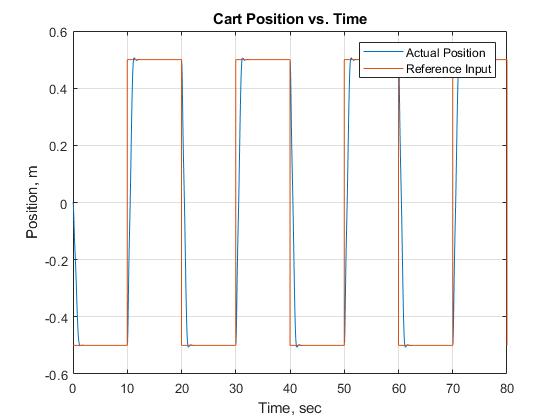 Cart Position vs. Time
Actual Position
Reference Input
0.6
0.4
0.2
0
-0.2
-0.4
-0.6
Position, m
0 10 20 30 40 50 60 70 80
Time, sec